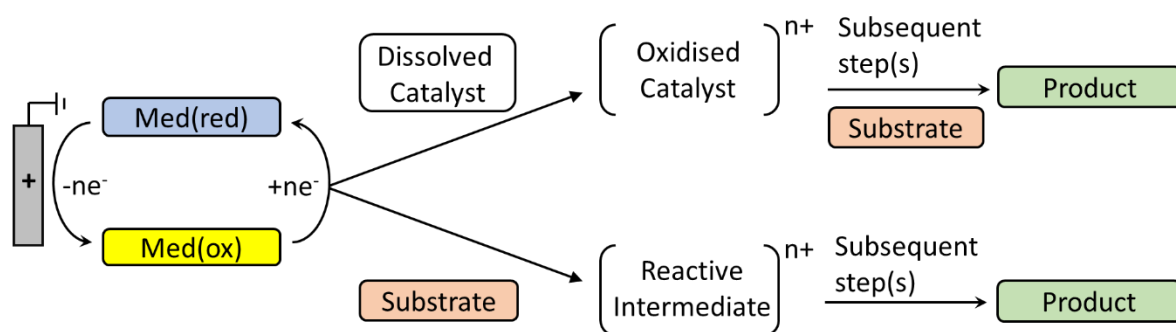 +
-ne⁻
Med(red)
Med(ox)
+ne⁻
Dissolved
Catalyst
Oxidised
Catalyst
n+
Subsequent
step(s)
Substrate
Product
Substrate
Reactive
Intermediate
n+
Subsequent
step(s)
Product